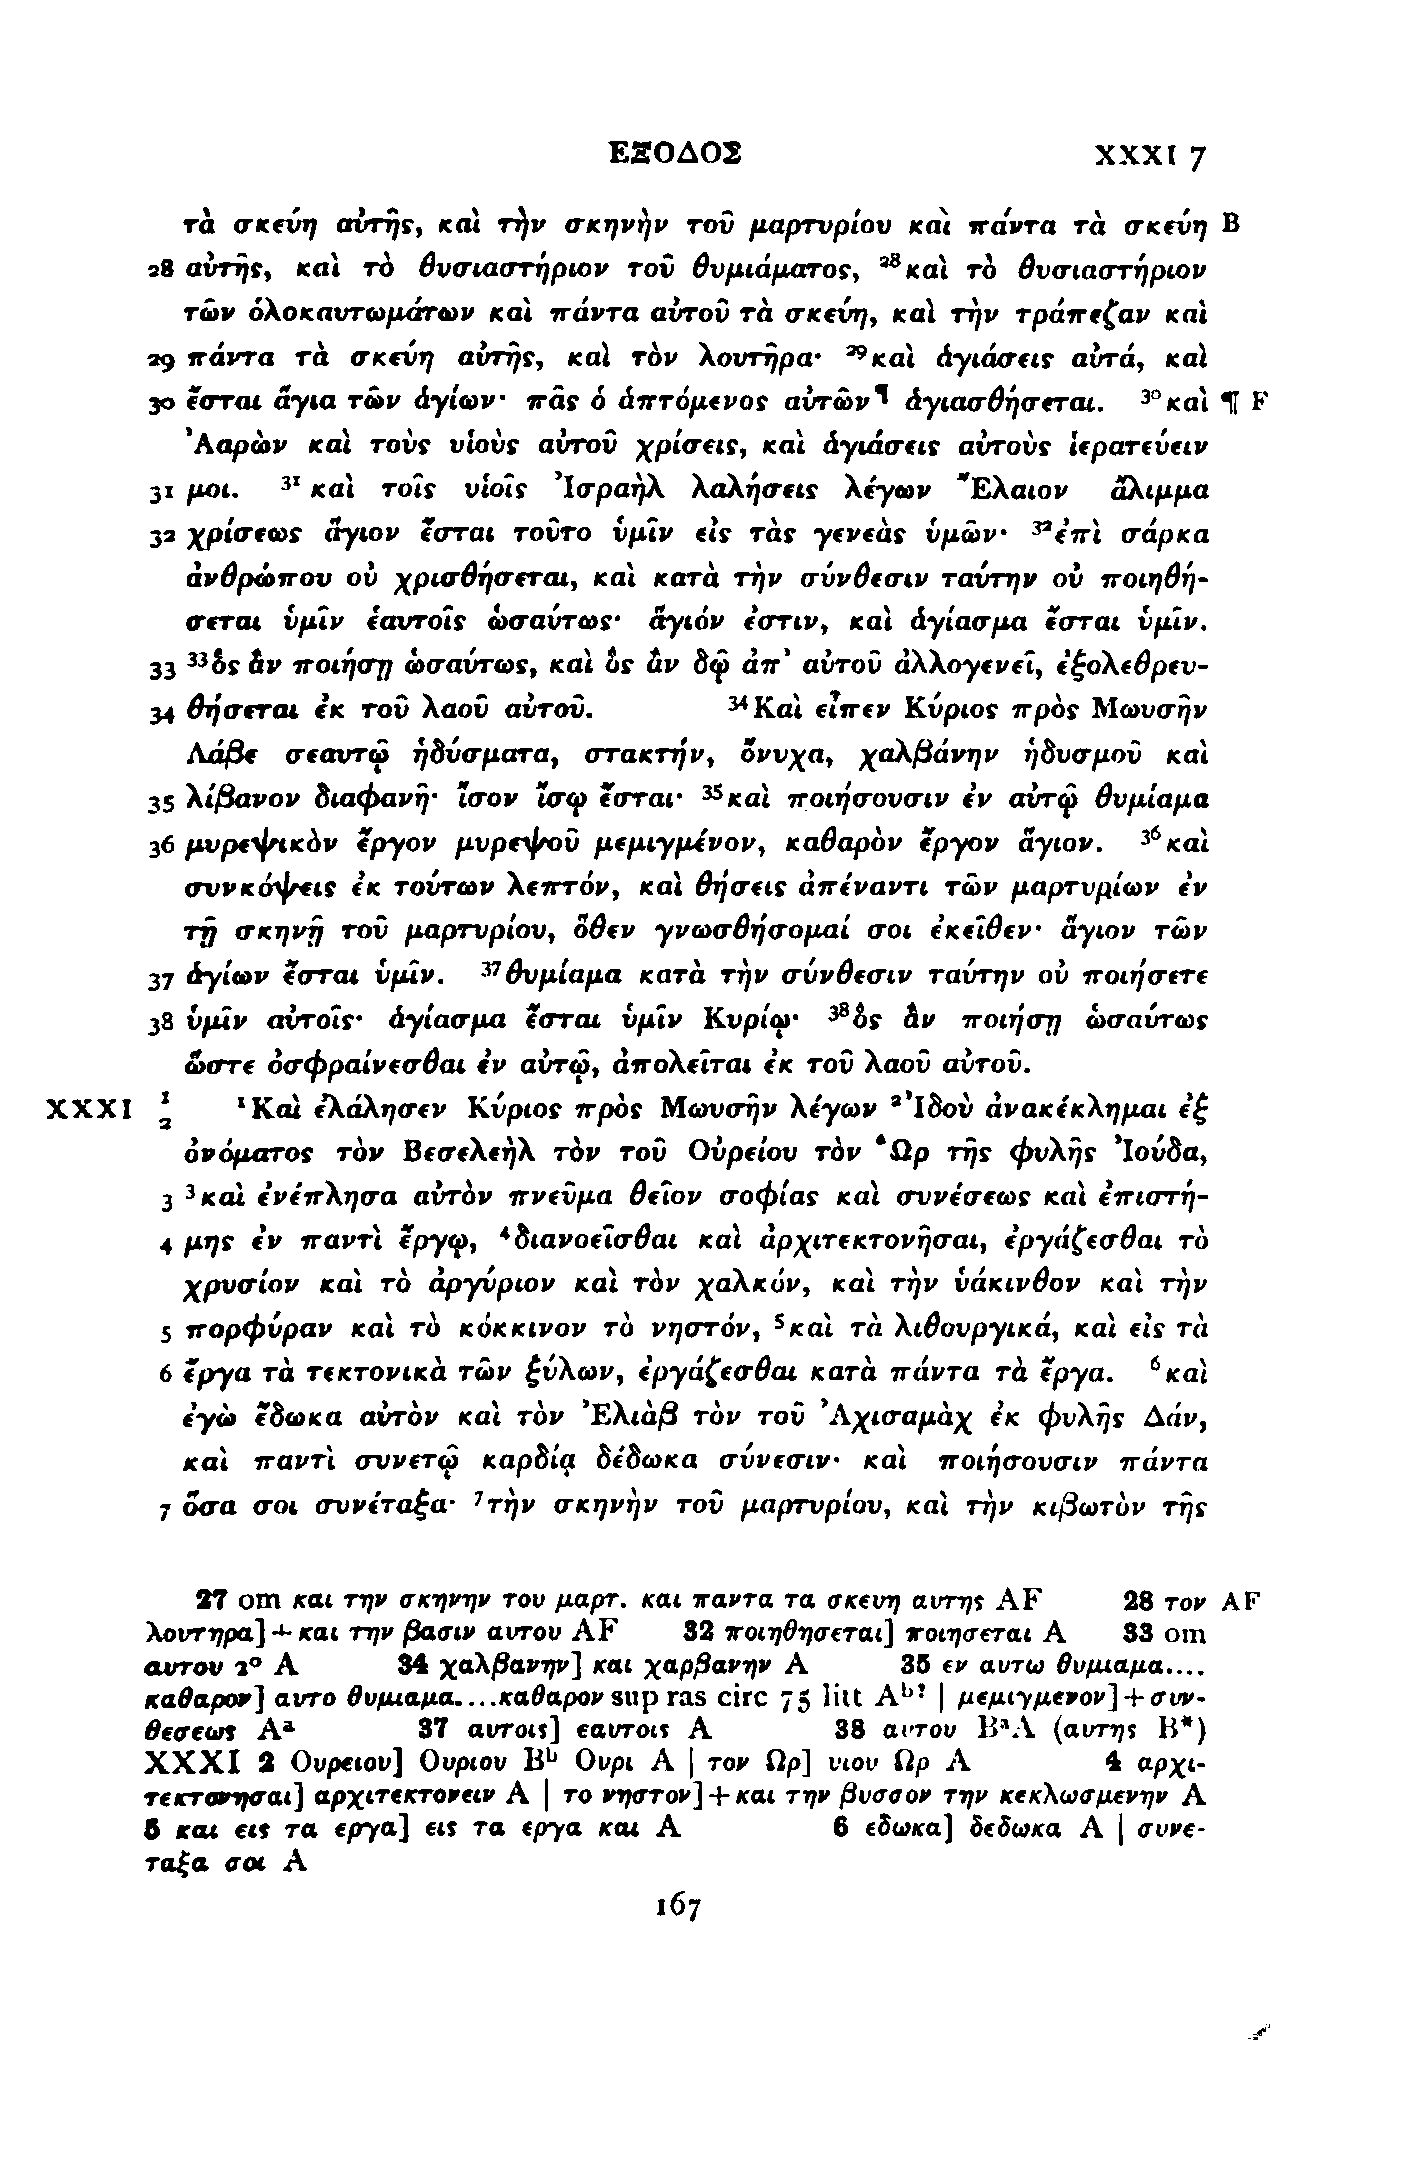 ΕΞΟΔΟΣ XXXI 7
τὰ σκεύη αὐτῆς, καὶ τὴν σκηνὴν τοῦ μαρτυρίου καὶ πάντα τὰ σκεύη B
28 αὐτῆς, καὶ τὸ θυσιαστήριον τοῦ θυμιάματος, ²⁸καὶ τὸ θυσιαστήριον
τῶν ὁλοκαυτωμάτων καὶ πάντα αὐτοῦ τὰ σκεύη, καὶ τὴν τράπεζαν καὶ
29 πάντα τὰ σκεύη αὐτῆς, καὶ τὸν λουτῆρα· ²⁹καὶ ἁγιάσεις αὐτά, καὶ
30 ἔσται ἅγια τῶν ἁγίων· πᾶς ὁ ἁπτόμενος αὐτῶν¶ ἁγιασθήσεται. ³⁰καὶ ¶ F
Ἀαρὼν καὶ τοὺς υἱοὺς αὐτοῦ χρίσεις, καὶ ἁγιάσεις αὐτοὺς ἱερατεύειν
31 μοι. ³¹καὶ τοῖς υἱοῖς Ἰσραὴλ λαλήσεις λέγων Ἔλαιον ἄλιμμα
32 χρίσεως ἅγιον ἔσται τοῦτο ὑμῖν εἰς τὰς γενεὰς ὑμῶν· ³²ἐπὶ σάρκα
ἀνθρώπου οὐ χρισθήσεται, καὶ κατὰ τὴν σύνθεσιν ταύτην οὐ ποιηθή-
σεται ὑμῖν ἑαυτοῖς ὡσαύτως· ἅγιόν ἐστιν, καὶ ἁγίασμα ἔσται ὑμῖν.
33 ³³ὃς ἂν ποιήσῃ ὡσαύτως, καὶ ὃς ἂν δῷ ἀπ’ αὐτοῦ ἀλλογενεῖ, ἐξολεθρευ-
34 θήσεται ἐκ τοῦ λαοῦ αὐτοῦ. ³⁴Καὶ εἶπεν Κύριος πρὸς Μωυσῆν
Λάβε σεαυτῷ ἡδύσματα, στακτήν, ὄνυχα, χαλβάνην ἡδυσμοῦ καὶ
35 λίβανον διαφανῆ· ἴσον ἴσῳ ἔσται· ³⁵καὶ ποιήσουσιν ἐν αὐτῷ θυμίαμα
36 μυρεψικὸν ἔργον μυρεψοῦ μεμιγμένον, καθαρὸν ἔργον ἅγιον. ³⁶καὶ
συνκόψεις ἐκ τούτων λεπτόν, καὶ θήσεις ἀπέναντι τῶν μαρτυρίων ἐν
τῇ σκηνῇ τοῦ μαρτυρίου, ὅθεν γνωσθήσομαί σοι ἐκεῖθεν· ἅγιον τῶν
37 ἁγίων ἔσται ὑμῖν. ³⁷θυμίαμα κατὰ τὴν σύνθεσιν ταύτην οὐ ποιήσετε
38 ὑμῖν αὐτοῖς· ἁγίασμα ἔσται ὑμῖν Κυρίῳ· ³⁸ὃς ἂν ποιήσῃ ὡσαύτως
ὥστε ὀσφραίνεσθαι ἐν αὐτῷ, ἀπολεῖται ἐκ τοῦ λαοῦ αὐτοῦ.
XXXI 1 2 ¹Καὶ ἐλάλησεν Κύριος πρὸς Μωυσῆν λέγων ²Ἰδοὺ ἀνακέκλημαι ἐξ
ὀνόματος τὸν Βεσελεὴλ τὸν τοῦ Οὐρείου τὸν Ὢρ τῆς φυλῆς Ἰούδα,
3 ³καὶ ἐνέπλησα αὐτὸν πνεῦμα θεῖον σοφίας καὶ συνέσεως καὶ ἐπιστή-
4 μης ἐν παντὶ ἔργῳ, ⁴διανοεῖσθαι καὶ ἀρχιτεκτονῆσαι, ἐργάζεσθαι τὸ
χρυσίον καὶ τὸ ἀργύριον καὶ τὸν χαλκόν, καὶ τὴν ὑάκινθον καὶ τὴν
5 πορφύραν καὶ τὸ κόκκινον τὸ νηστόν, ⁵καὶ τὰ λιθουργικά, καὶ εἰς τὰ
6 ἔργα τὰ τεκτονικὰ τῶν ξύλων, ἐργάζεσθαι κατὰ πάντα τὰ ἔργα. ⁶καὶ
ἐγὼ ἔδωκα αὐτὸν καὶ τὸν Ἐλιὰβ τὸν τοῦ Ἀχισαμὰχ ἐκ φυλῆς Δάν,
καὶ παντὶ συνετῷ καρδίᾳ δέδωκα σύνεσιν· καὶ ποιήσουσιν πάντα
7 ὅσα σοι συνέταξα· ⁷τὴν σκηνὴν τοῦ μαρτυρίου, καὶ τὴν κιβωτὸν τῆς
27 om και την σκηνην του μαρτ. και παντα τα σκευη αυτης AF 28 τον AF
λουτηρα] + και την βασιν αυτου AF 32 ποιηθησεται] ποιησεται A 33 om
αυτου 2º A 34 χαλβανην] και χαρβανην A 35 εν αυτω θυμιαμα....
καθαρον] αυτο θυμιαμα....καθαρον sup ras circ 75 litt Aᵇ? | μεμιγμενον] + συν-
θεσεως Aᵃ 37 αυτοις] εαυτοις A 38 αυτου BᵃA (αυτης B*)
XXXI 2 Ουρειου] Ουριου Bᵇ Ουρι A | τον Ωρ] υιου Ωρ A 4 αρχι-
τεκτονησαι] αρχιτεκτονειν A | το νηστον] + και την βυσσον την κεκλωσμενην A
5 και εις τα εργα] εις τα εργα και A 6 εδωκα] δεδωκα A | συνε-
ταξα σοι A
167